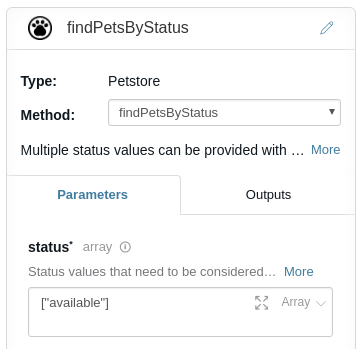 findPetsByStatus
Type: Petstore
Method: findPetsByStatus
Multiple status values can be provided with … More
Parameters Outputs
status* array
Status values that need to be considered… More
["available"] Array